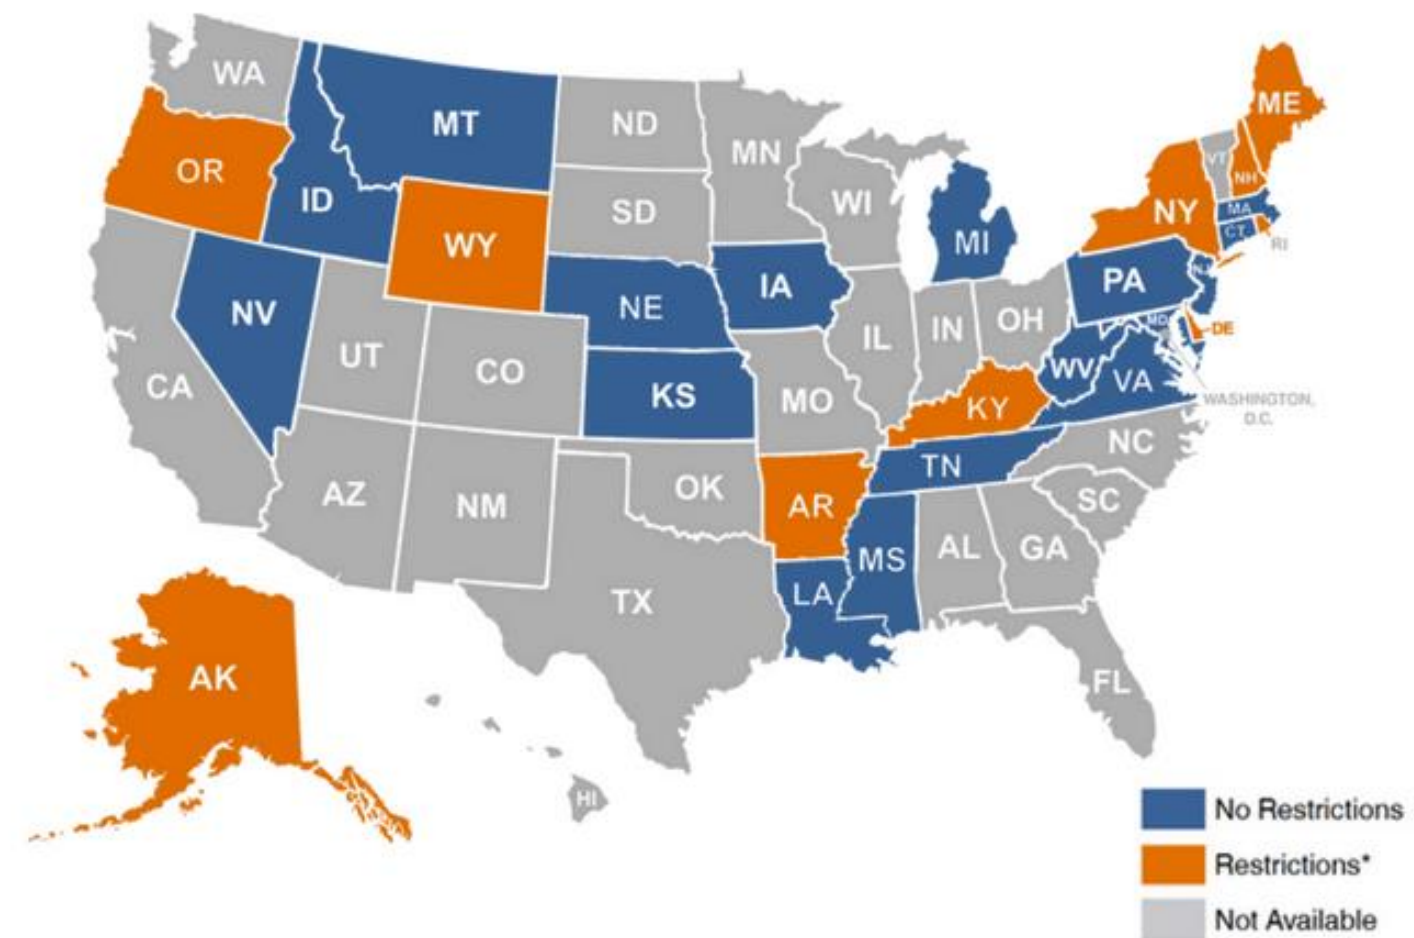 WA
MT
ND
MN
ME
OR
ID
WY
SD
WI
MI
NY
VT
NH
MA
CT
RI
NV
NE
IA
PA
NJ
CA
UT
CO
KS
MO
IL
IN
OH
WV
VA
MD
DE
WASHINGTON,
D.C.
KY
TN
NC
AZ
NM
OK
AR
SC
MS
AL
GA
TX
LA
FL
AK
HI
No Restrictions
Restrictions*
Not Available